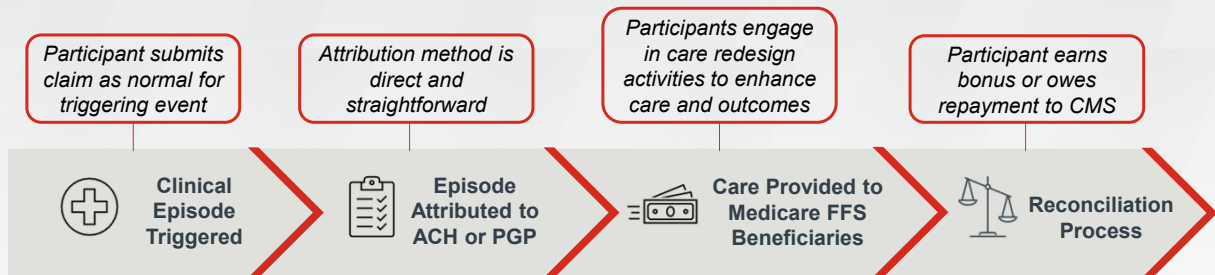 Participant submits
claim as normal for
triggering event
Attribution method is
direct and
straightforward
Participants engage
in care redesign
activities to enhance
care and outcomes
Participant earns
bonus or owes
repayment to CMS
Clinical
Episode
Triggered
Episode
Attributed to
ACH or PGP
Care Provided to
Medicare FFS
Beneficiaries
Reconciliation
Process